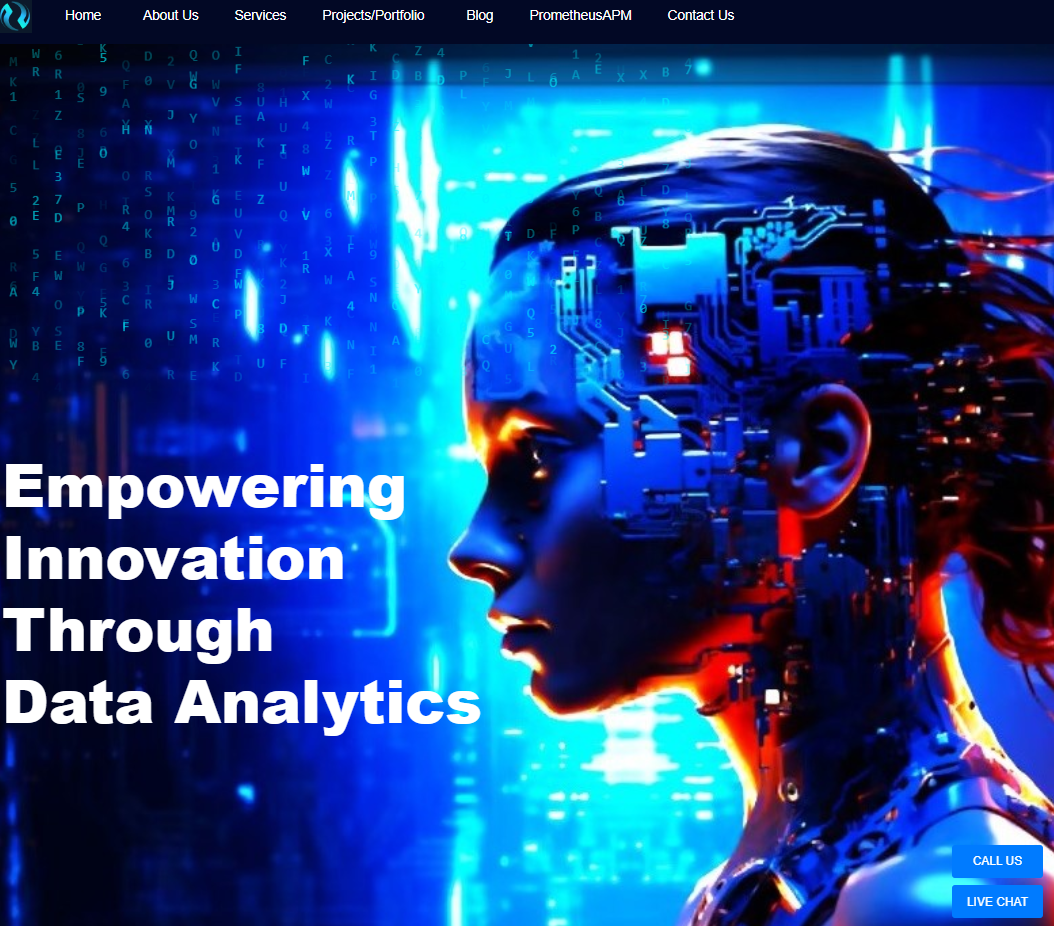 Home About Us Services Projects/Portfolio Blog PrometheusAPM Contact Us
Empowering
Innovation
Through
Data Analytics
CALL US
LIVE CHAT